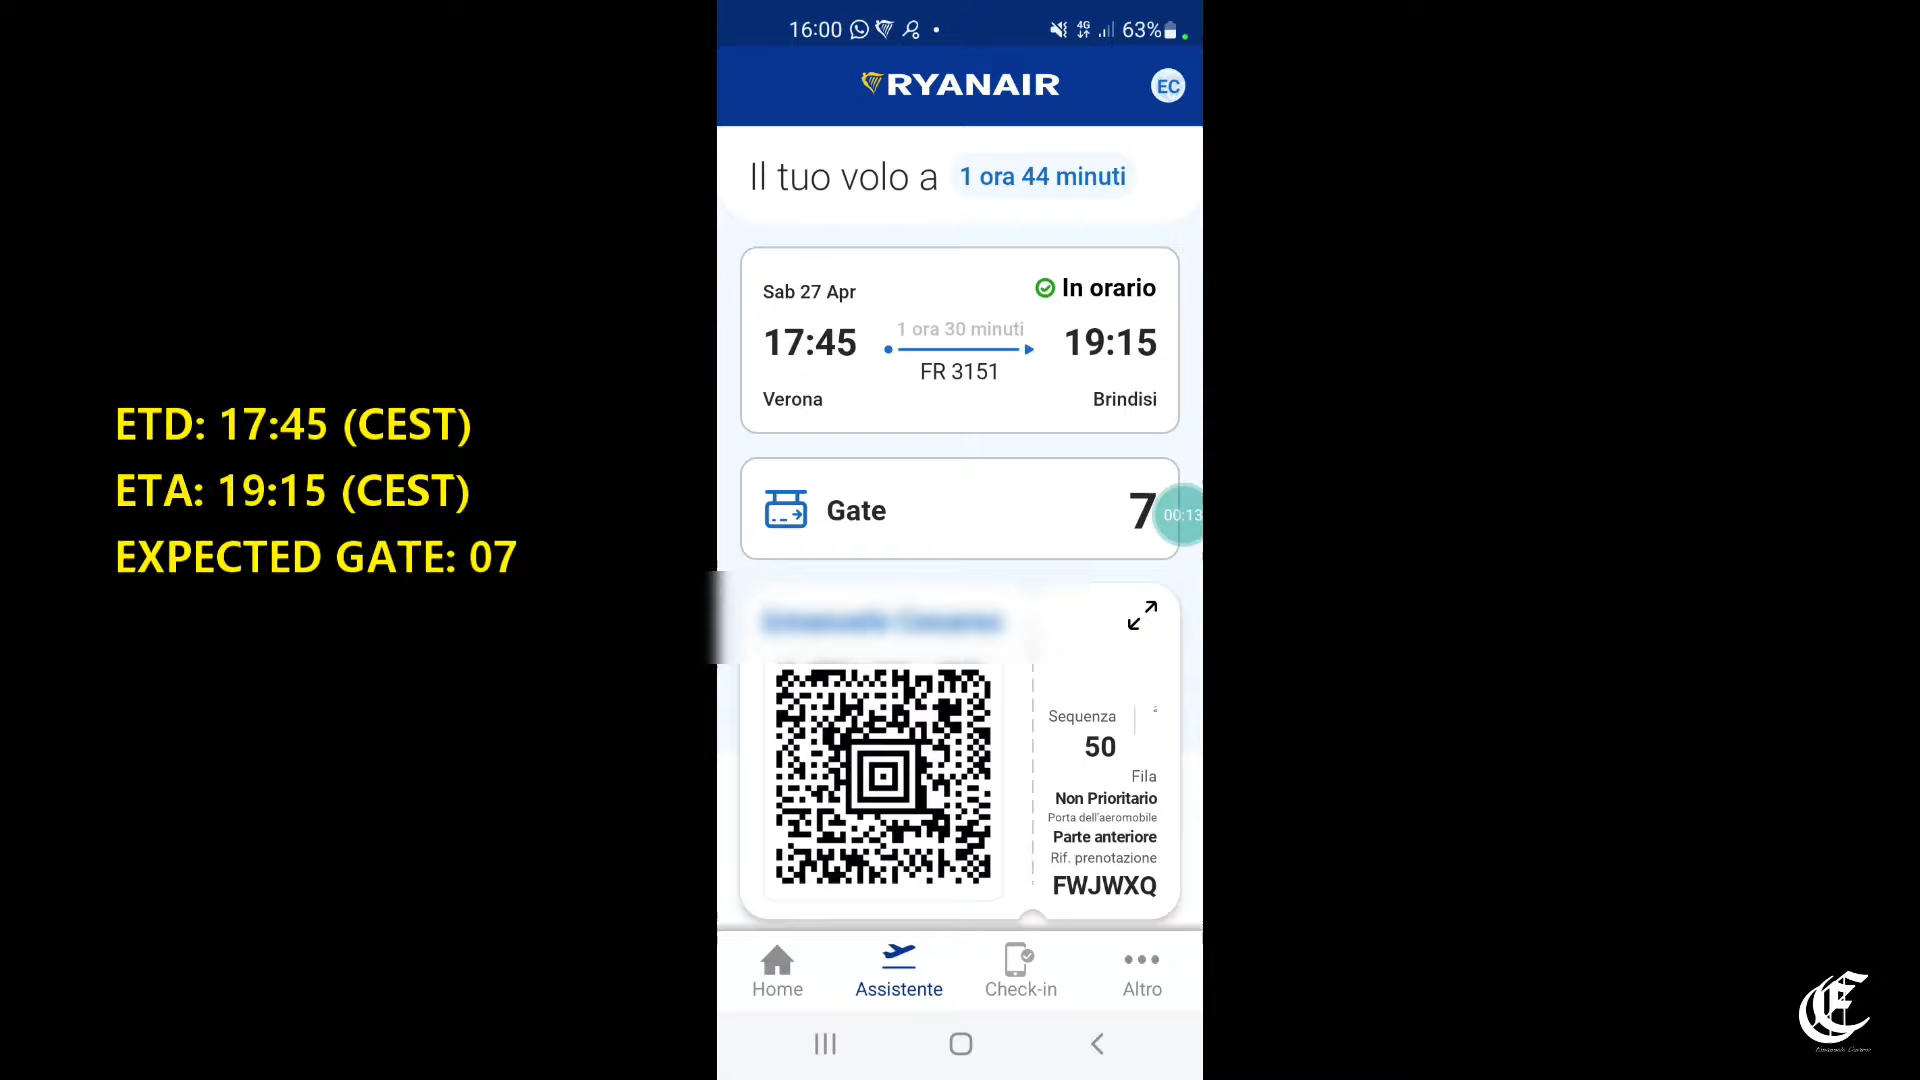 16:00
4G
63%
RYANAIR
EC
Il tuo volo a 1 ora 44 minuti
Sab 27 Apr
In orario
17:45
1 ora 30 minuti
19:15
FR 3151
Verona
Brindisi
Gate
7
00:13
ETD: 17:45 (CEST)
ETA: 19:15 (CEST)
EXPECTED GATE: 07
Sequenza
50
Fila
Non Prioritario
Porta dell'aeromobile
Parte anteriore
Rif. prenotazione
FWJWXQ
Home
Assistente
Check-in
Altro